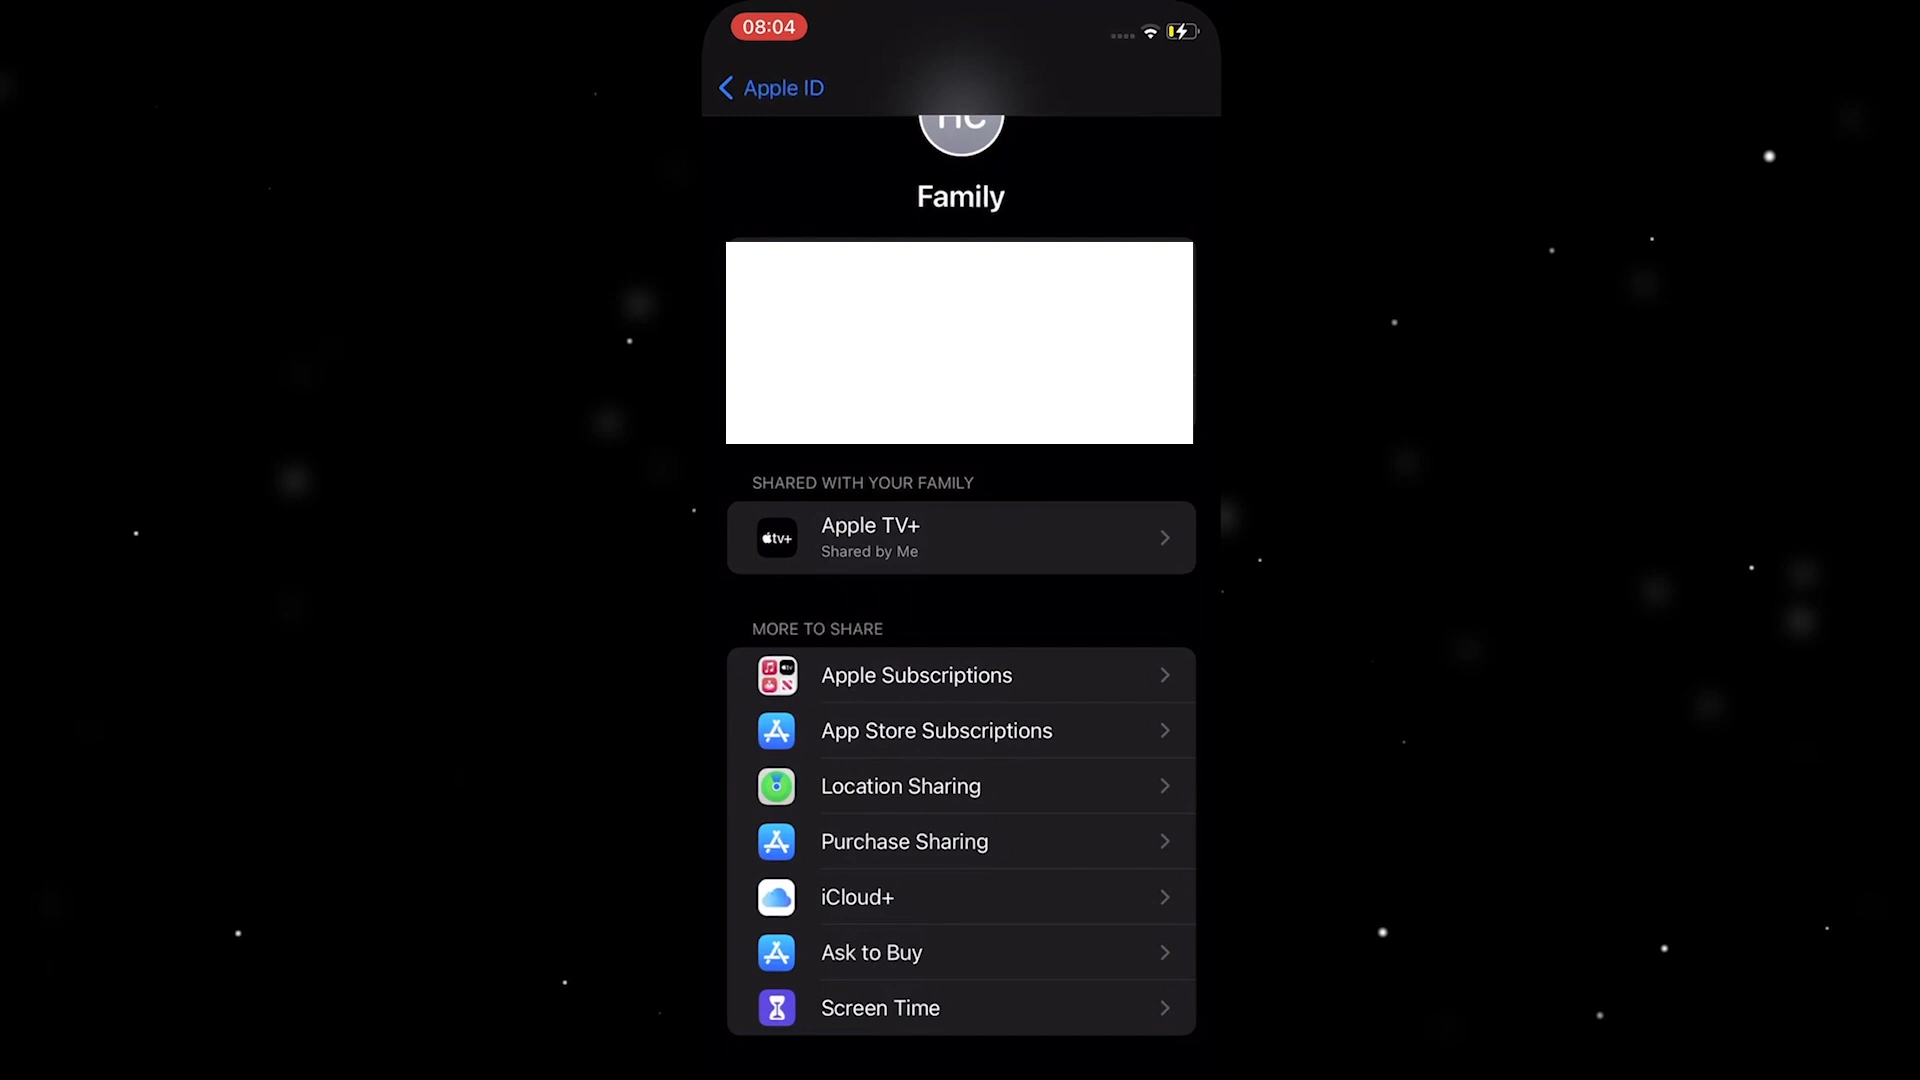 08:04
Apple ID
HC
Family
SHARED WITH YOUR FAMILY
tv+
Apple TV+
Shared by Me
MORE TO SHARE
Apple Subscriptions
App Store Subscriptions
Location Sharing
Purchase Sharing
iCloud+
Ask to Buy
Screen Time